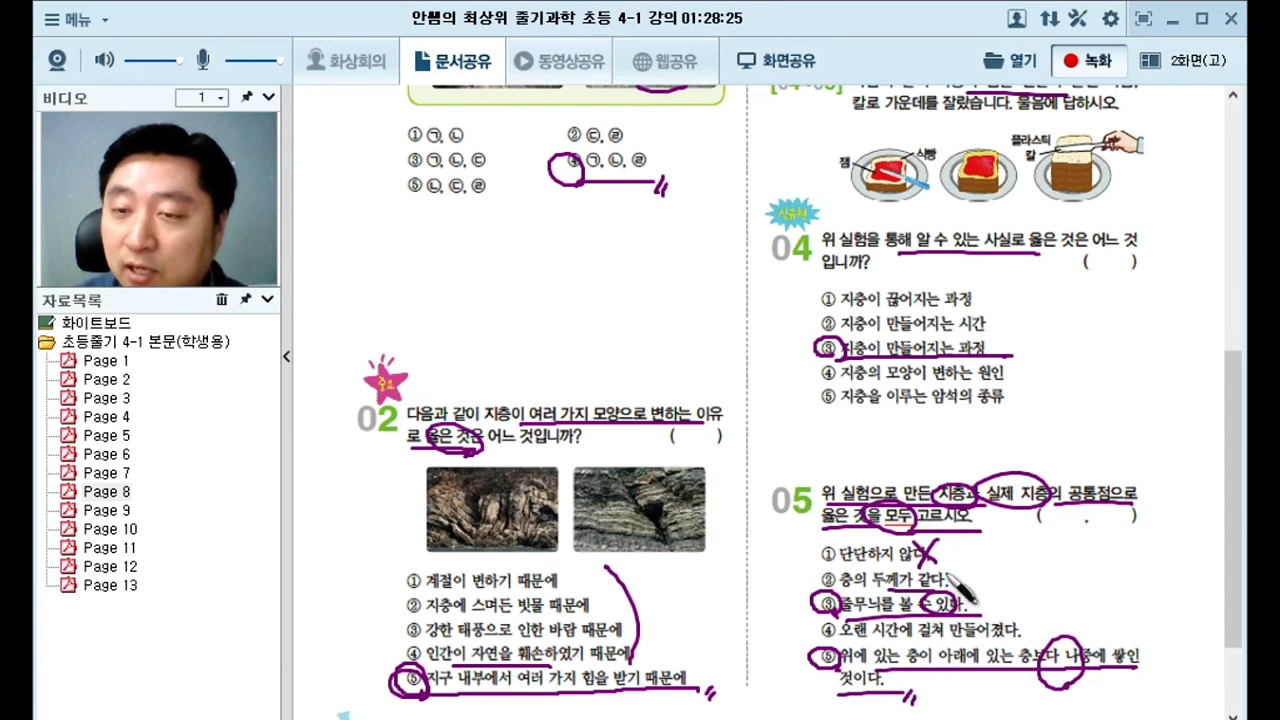 안쌤의 최상위 줄기과학 초등 4-1 강의 01:28:25
메뉴
화상회의
문서공유
동영상공유
웹공유
화면공유
열기
녹화
2화면(고)
비디오
1
자료목록
화이트보드
초등줄기 4-1 본문(학생용)
Page 1
Page 2
Page 3
Page 4
Page 5
Page 6
Page 7
Page 8
Page 9
Page 10
Page 11
Page 12
Page 13
① ㉠, ㉡
② ㉢, ㉣
③ ㉠, ㉡, ㉢
④ ㉠, ㉡, ㉣
⑤ ㉡, ㉢, ㉣
중요
02 다음과 같이 지층이 여러 가지 모양으로 변하는 이유
로 옳은 것은 어느 것입니까? ( )
① 계절이 변하기 때문에
② 지층에 스며든 빗물 때문에
③ 강한 태풍으로 인한 바람 때문에
④ 인간이 자연을 훼손하였기 때문에
⑤ 지구 내부에서 여러 가지 힘을 받기 때문에
칼로 가운데를 잘랐습니다. 물음에 답하시오.
잼
식빵
플라스틱
칼
신유형
04 위 실험을 통해 알 수 있는 사실로 옳은 것은 어느 것
입니까? ( )
① 지층이 끊어지는 과정
② 지층이 만들어지는 시간
③ 지층이 만들어지는 과정
④ 지층의 모양이 변하는 원인
⑤ 지층을 이루는 암석의 종류
05 위 실험으로 만든 지층과 실제 지층의 공통점으로
옳은 것을 모두 고르시오. ( , )
① 단단하지 않다.
② 층의 두께가 같다.
③ 줄무늬를 볼 수 있다.
④ 오랜 시간에 걸쳐 만들어졌다.
⑤ 위에 있는 층이 아래에 있는 층보다 나중에 쌓인
것이다.